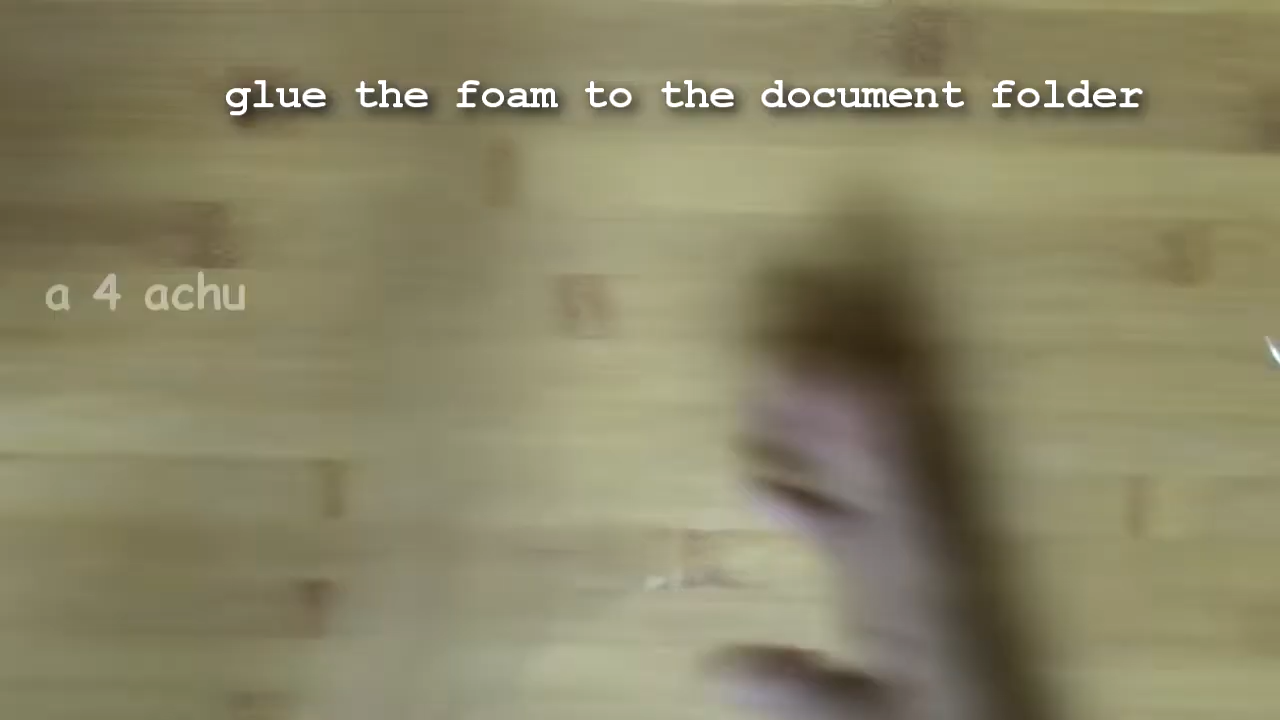 glue the foam to the document folder
a 4 achu